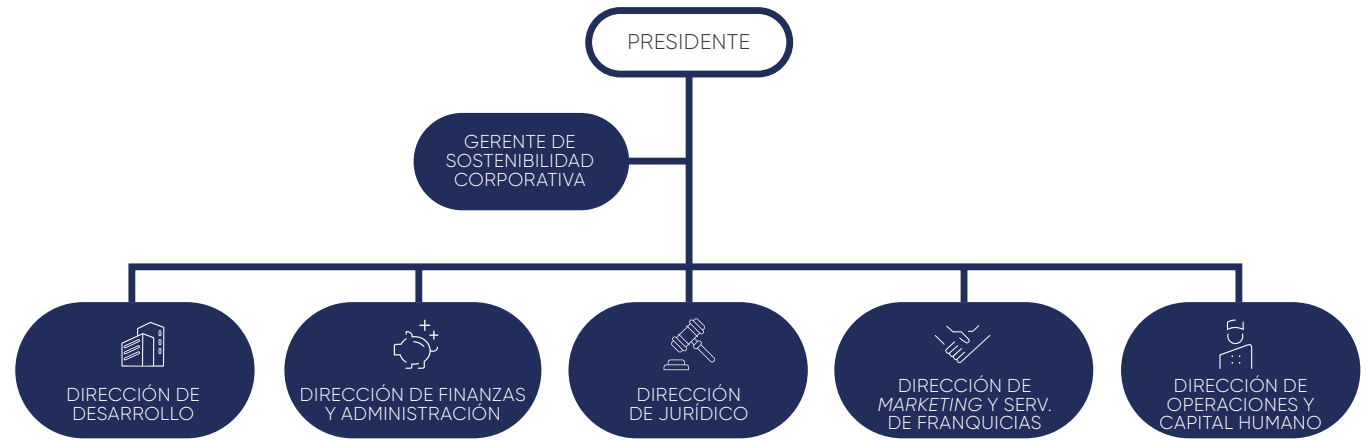 PRESIDENTE
GERENTE DE
SOSTENIBILIDAD
CORPORATIVA
DIRECCIÓN DE
DESARROLLO
DIRECCIÓN DE FINANZAS
Y ADMINISTRACIÓN
DIRECCIÓN
DE JURÍDICO
DIRECCIÓN DE
MARKETING Y SERV.
DE FRANQUICIAS
DIRECCIÓN DE
OPERACIONES Y
CAPITAL HUMANO